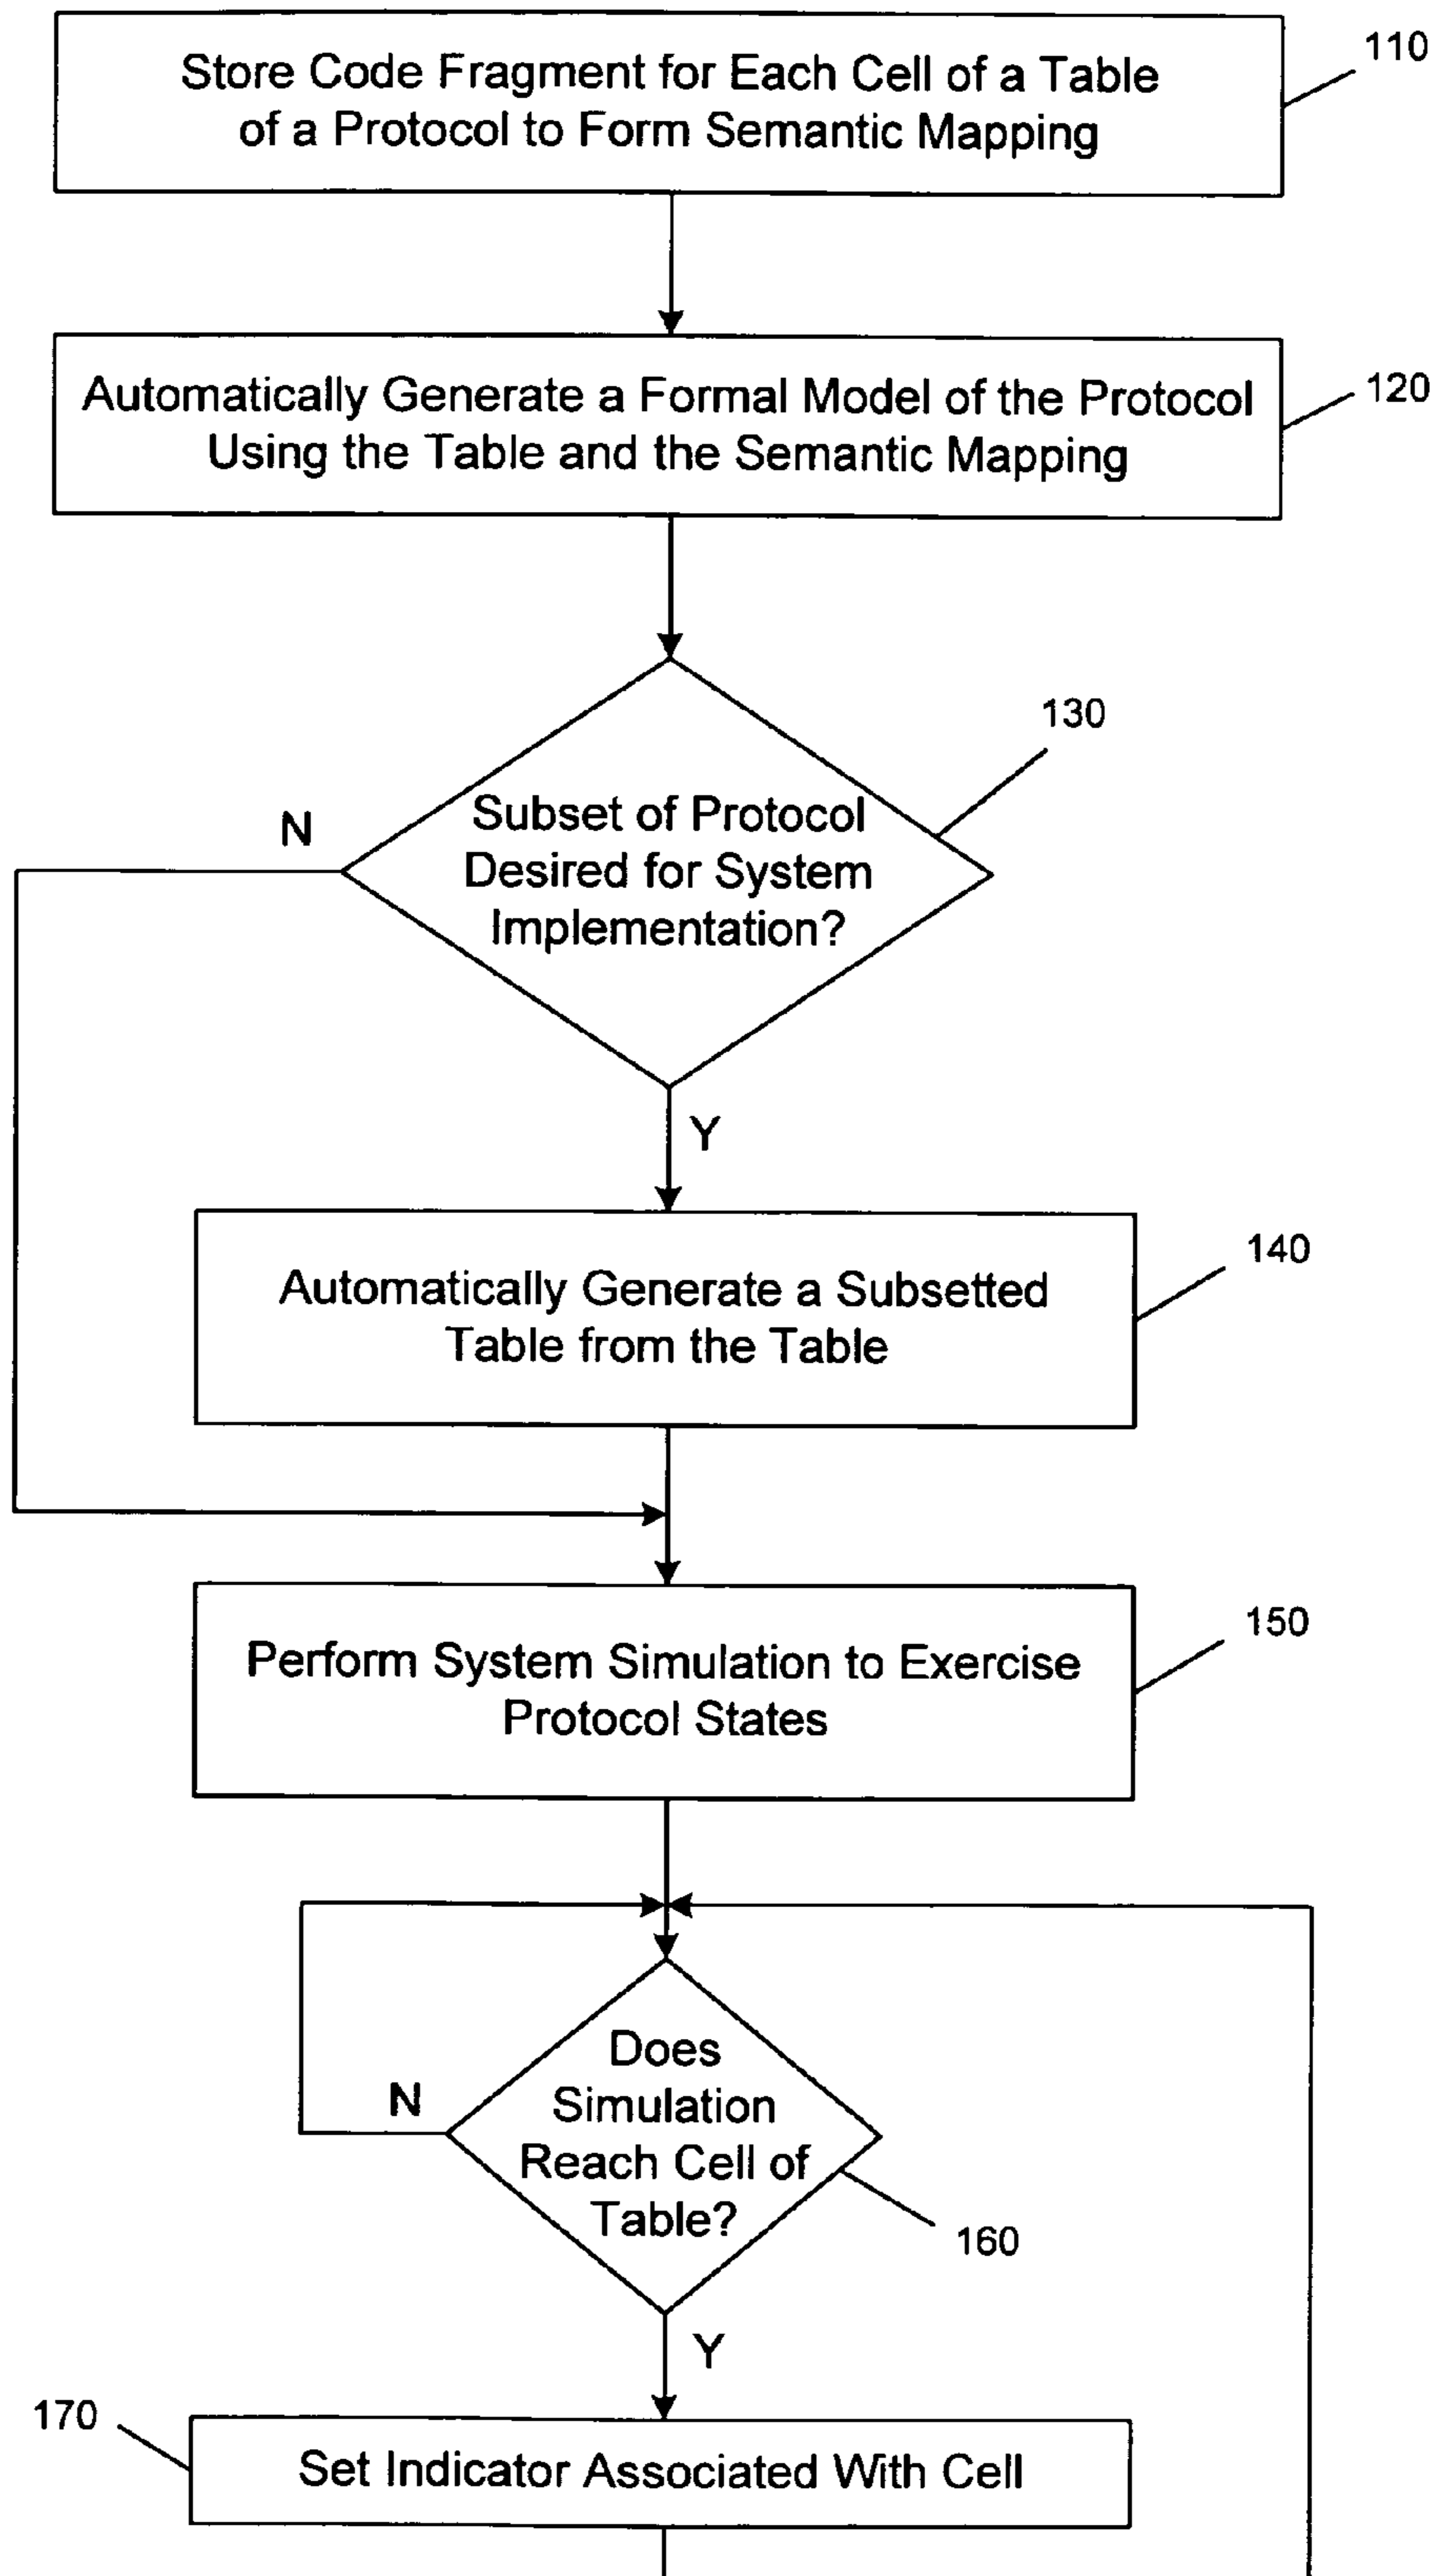 Store Code Fragment for Each Cell of a Table
of a Protocol to Form Semantic Mapping
110
Automatically Generate a Formal Model of the Protocol
Using the Table and the Semantic Mapping
120
130
Subset of Protocol
Desired for System
Implementation?
N
Y
140
Automatically Generate a Subsetted
Table from the Table
150
Perform System Simulation to Exercise
Protocol States
Does
Simulation
Reach Cell of
Table?
N
160
Y
170
Set Indicator Associated With Cell